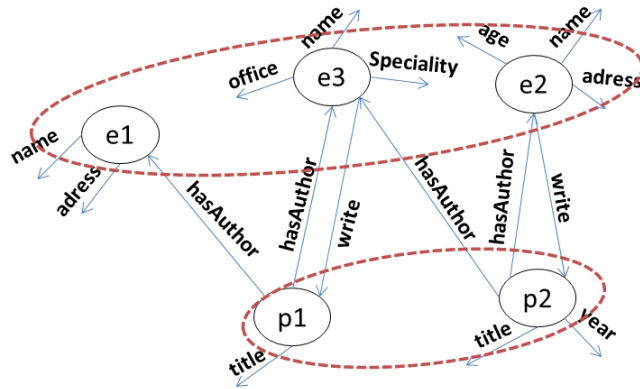 name
age
name
office
Speciality
e3
e2
adress
e1
name
adress
hasAuthor
hasAuthor
write
hasAuthor
hasAuthor
write
p1
p2
title
title
year